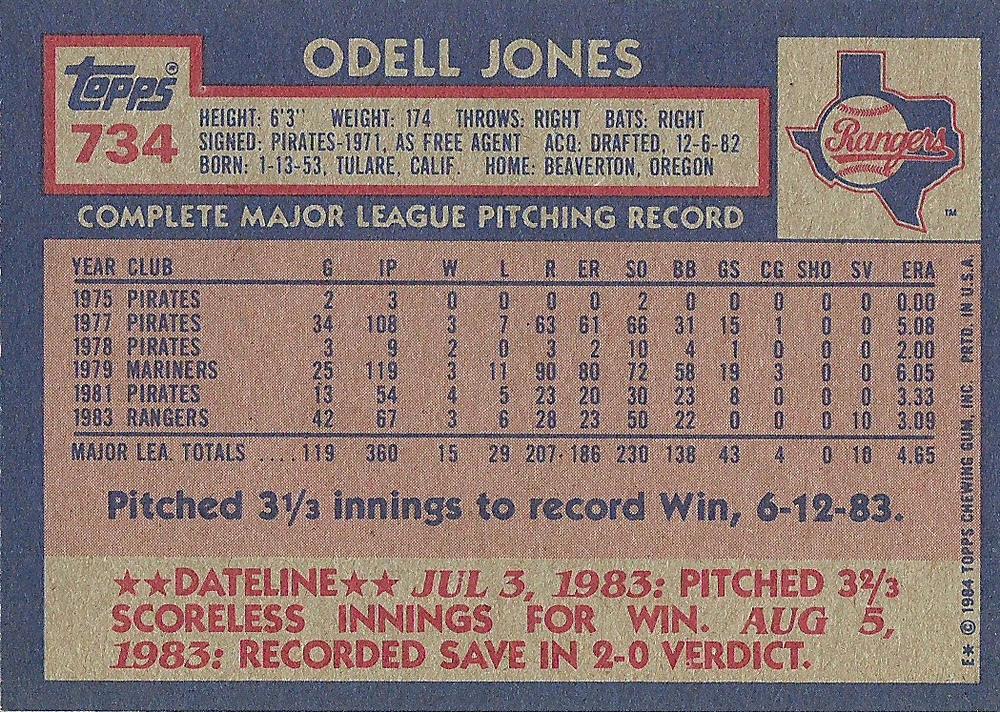 ODELL JONES
Topps®
734
HEIGHT: 6'3" WEIGHT: 174 THROWS: RIGHT BATS: RIGHT
SIGNED: PIRATES-1971, AS FREE AGENT ACQ: DRAFTED, 12-6-82
BORN: 1-13-53, TULARE, CALIF. HOME: BEAVERTON, OREGON
Rangers
TM
COMPLETE MAJOR LEAGUE PITCHING RECORD
YEAR CLUB G IP W L R ER SO BB GS CG SHO SV ERA
1975 PIRATES 2 3 0 0 0 0 2 0 0 0 0 0 0.00
1977 PIRATES 34 108 3 7 63 61 66 31 15 1 0 0 5.08
1978 PIRATES 3 9 2 0 3 2 10 4 1 0 0 0 2.00
1979 MARINERS 25 119 3 11 90 80 72 58 19 3 0 0 6.05
1981 PIRATES 13 54 4 5 23 20 30 23 8 0 0 0 3.33
1983 RANGERS 42 67 3 6 28 23 50 22 0 0 0 10 3.09
MAJOR LEA. TOTALS ....119 360 15 29 207 186 230 138 43 4 0 10 4.65
Pitched 3⅓ innings to record Win, 6-12-83.
★★DATELINE★★ JUL 3, 1983: PITCHED 3⅔
SCORELESS INNINGS FOR WIN. AUG 5,
1983: RECORDED SAVE IN 2-0 VERDICT.
E* © 1984 TOPPS CHEWING GUM, INC. PRTD. IN U.S.A.